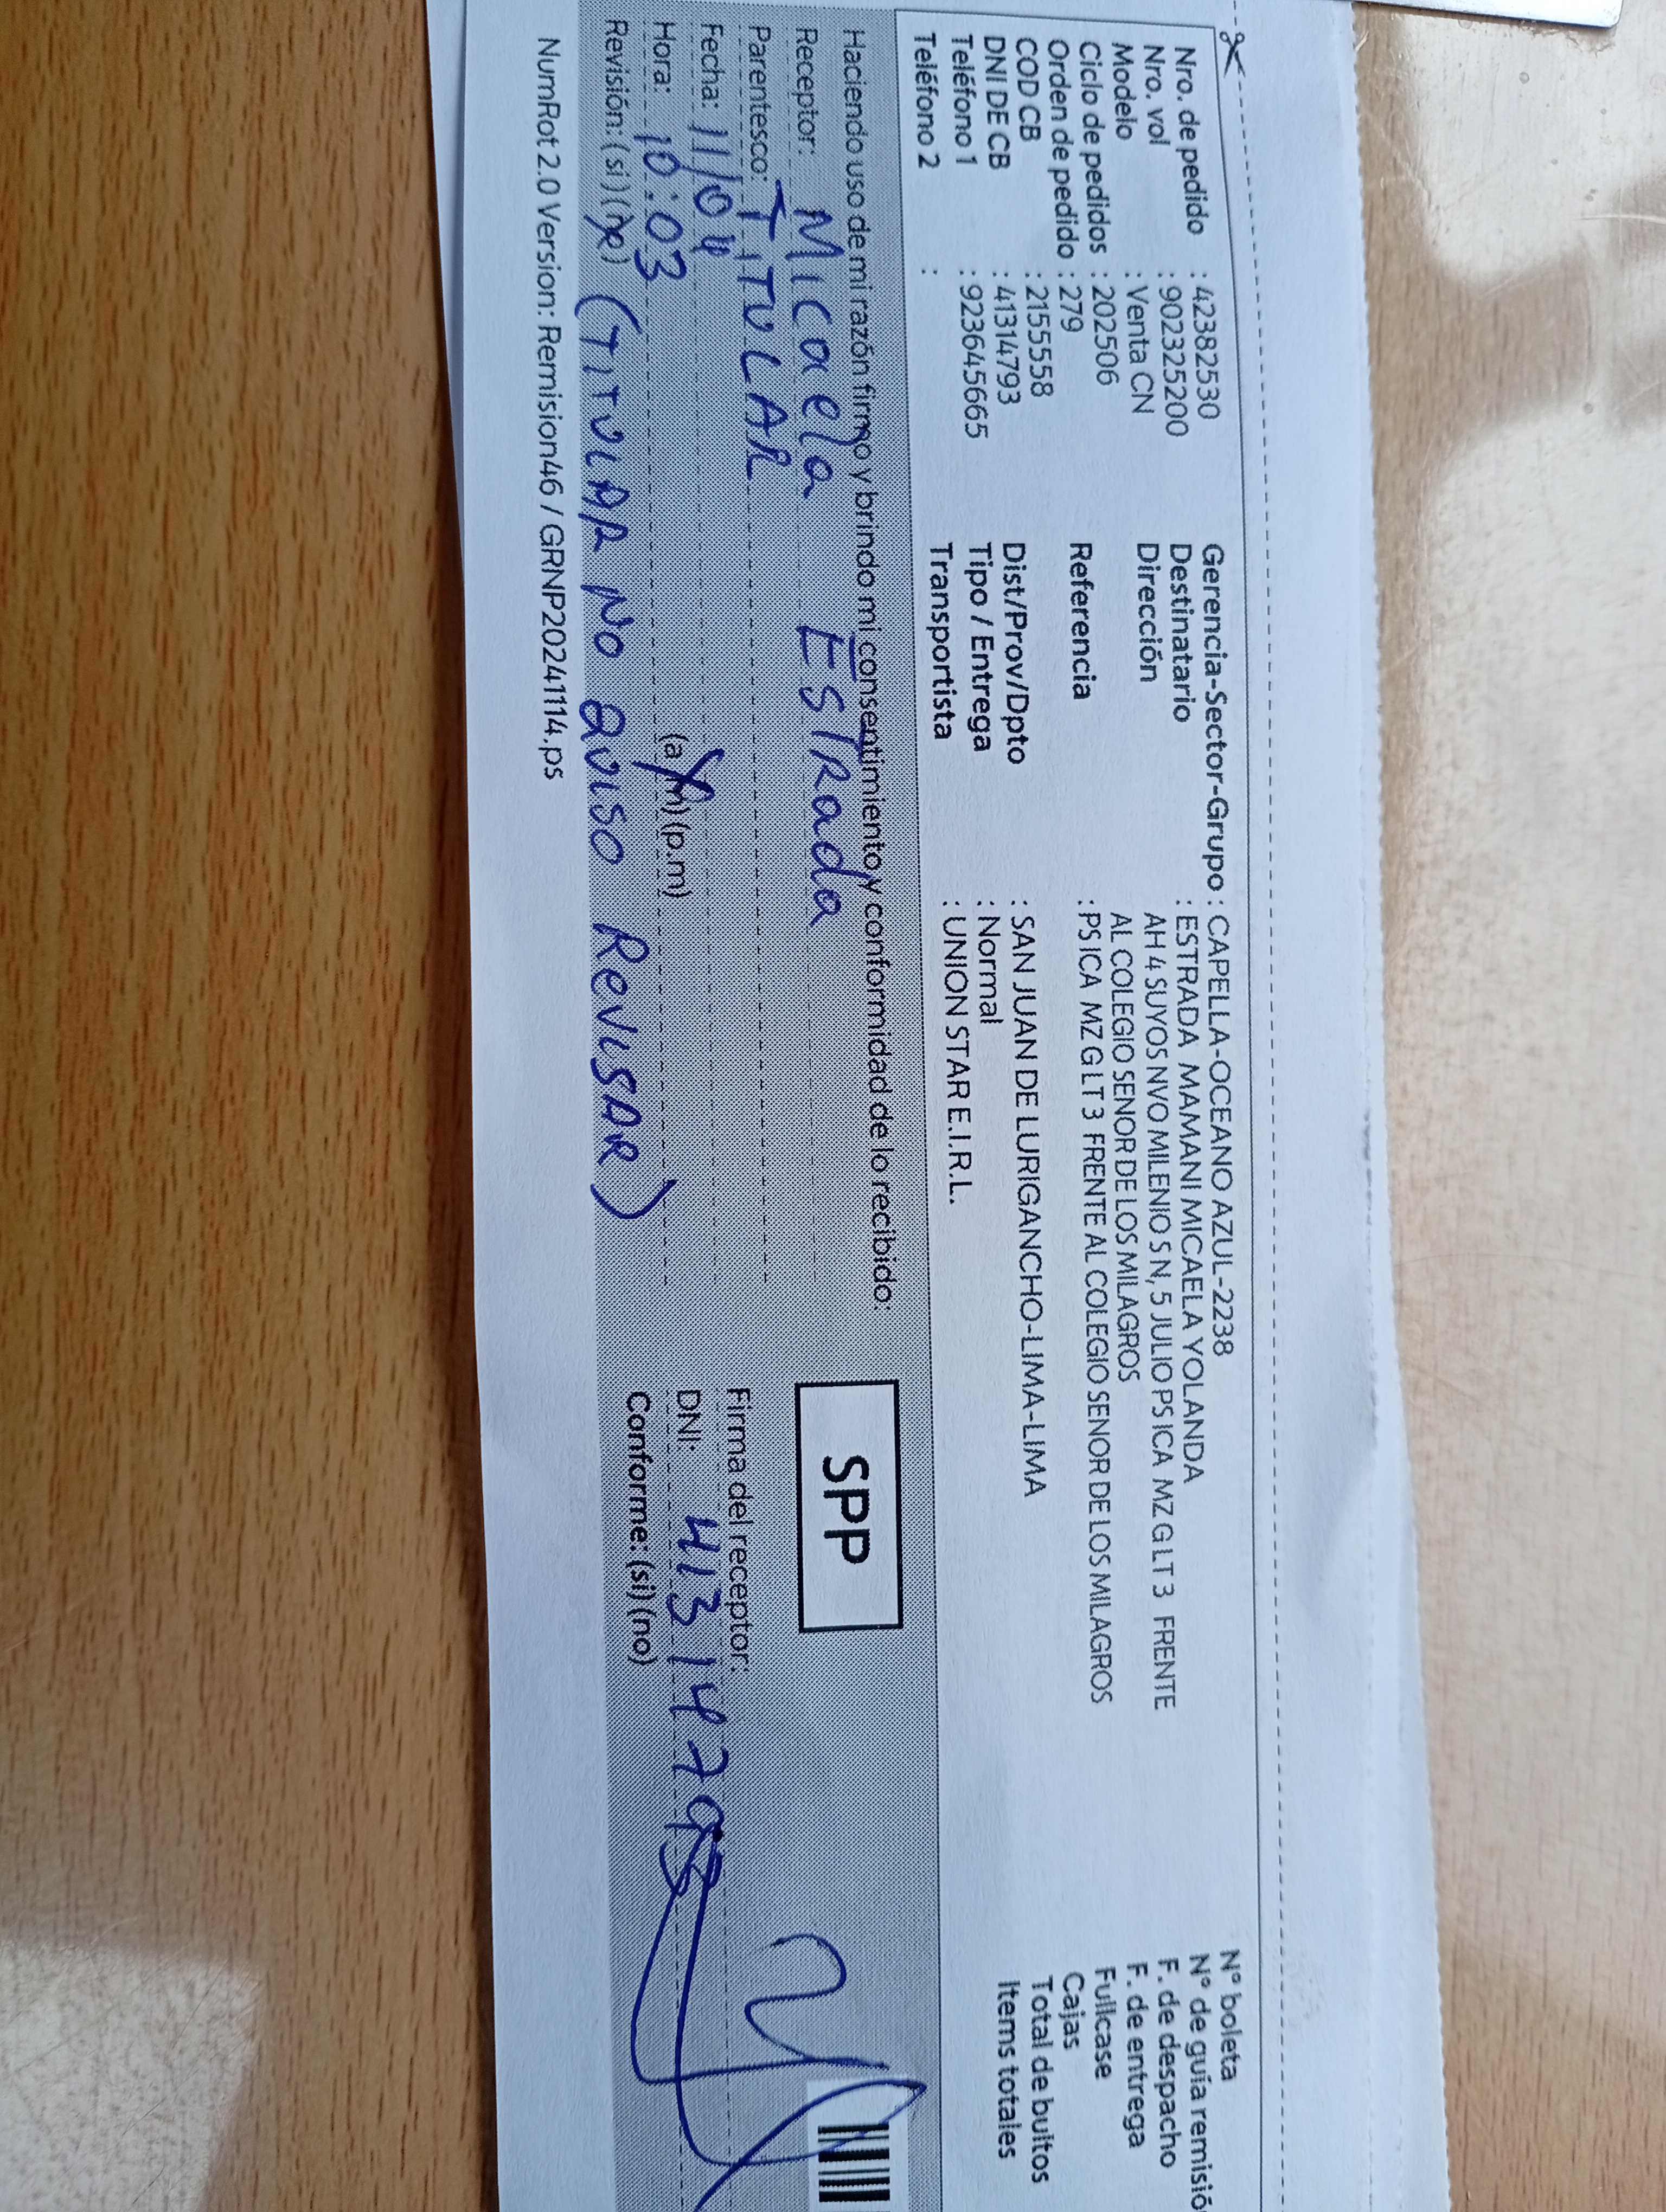 Nro. de pedido : 42382530
Nro. vol : 902325200
Modelo : Venta CN
Ciclo de pedidos : 202506
Orden de pedido : 279
COD CB : 2155558
DNI DE CB : 41314793
Teléfono 1 : 923645665
Teléfono 2 :
Gerencia-Sector-Grupo : CAPELLA-OCEANO AZUL-2238
Destinatario : ESTRADA MAMANI MICAELA YOLANDA
Dirección AH 4 SUYOS NVO MILENIO S N, 5 JULIO PS ICA MZ G LT 3 FRENTE
AL COLEGIO SENOR DE LOS MILAGROS
Referencia : PS ICA MZ G LT 3 FRENTE AL COLEGIO SENOR DE LOS MILAGROS
Dist/Prov/Dpto : SAN JUAN DE LURIGANCHO-LIMA-LIMA
Tipo / Entrega : Normal
Transportista : UNION STAR E.I.R.L.
N° boleta
N° de guía remisió
F. de despacho
F. de entrega
Fullcase
Cajas
Total de bultos
Items totales
Haciendo uso de mi razón firmo y brindo mi consentimiento y conformidad de lo recibido:
Receptor: Micaela Estrada
Parentesco: TITULAR
Fecha: 11/04
Hora: 10:03 (a.m) (p.m)
Revisión: (si) (no) (TITULAR NO aviso Revisar)
SPP
Firma del receptor:
DNI: 41314793
Conforme: (si) (no)
NumRot 2.0 Version: Remision46 / GRNP20241114.ps